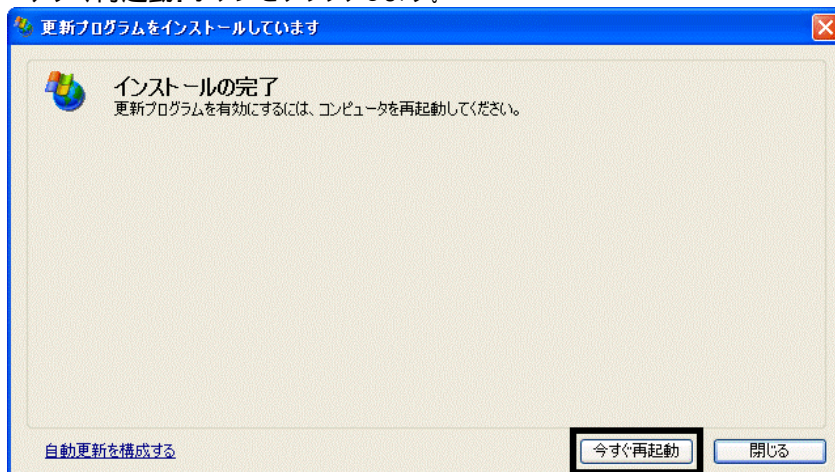 更新プログラムをインストールしています
インストールの完了
更新プログラムを有効にするには、コンピュータを再起動してください。
自動更新を構成する
今すぐ再起動
閉じる